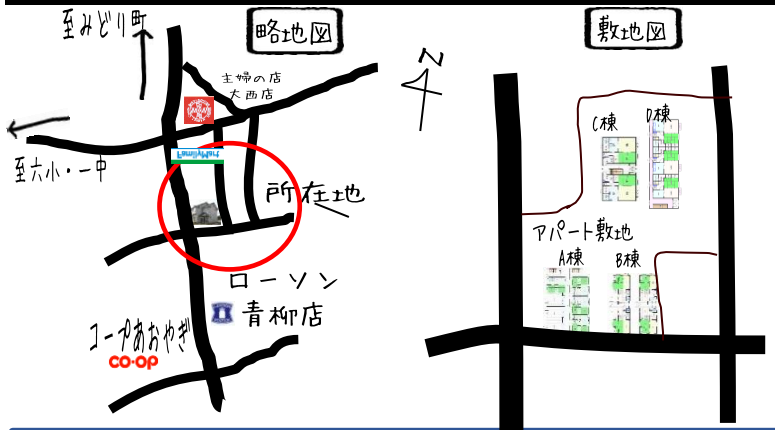 至みどり町
略地図
主婦の店
大西店
FamilyMart
至六小・一中
所在地
ローソン
青柳店
コープあおやぎ
co·op
敷地図
N
C棟
D棟
アパート敷地
A棟
B棟